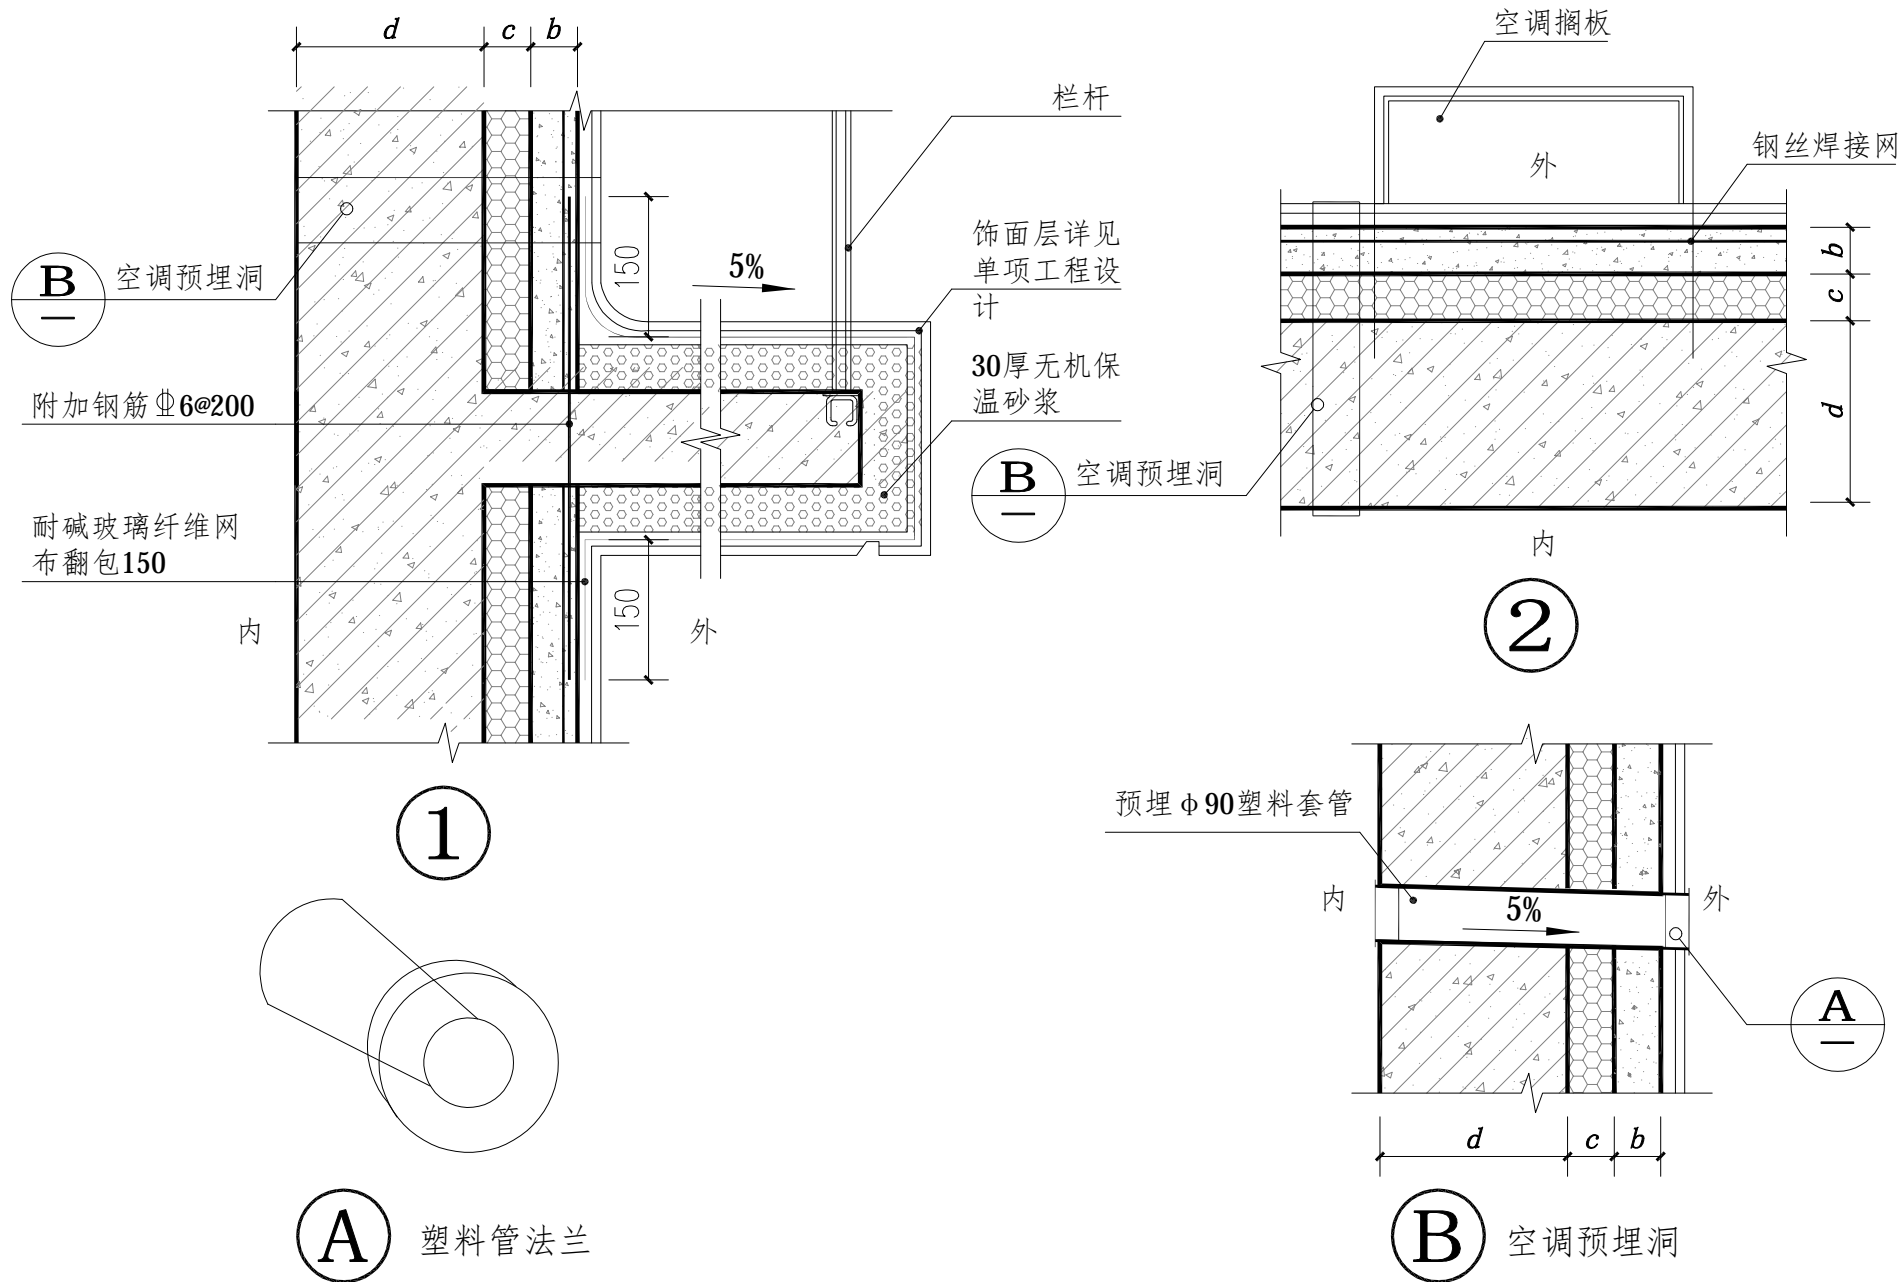 d
c
b
栏杆
饰面层详见
单项工程设
计
150
5%
B
空调预埋洞
30厚无机保
温砂浆
附加钢筋⏀6@200
耐碱玻璃纤维网
布翻包150
150
内
外
1
空调搁板
钢丝焊接网
外
b
c
d
B
空调预埋洞
内
2
A
塑料管法兰
预埋φ90塑料套管
内
5%
外
A
d
c
b
B
空调预埋洞